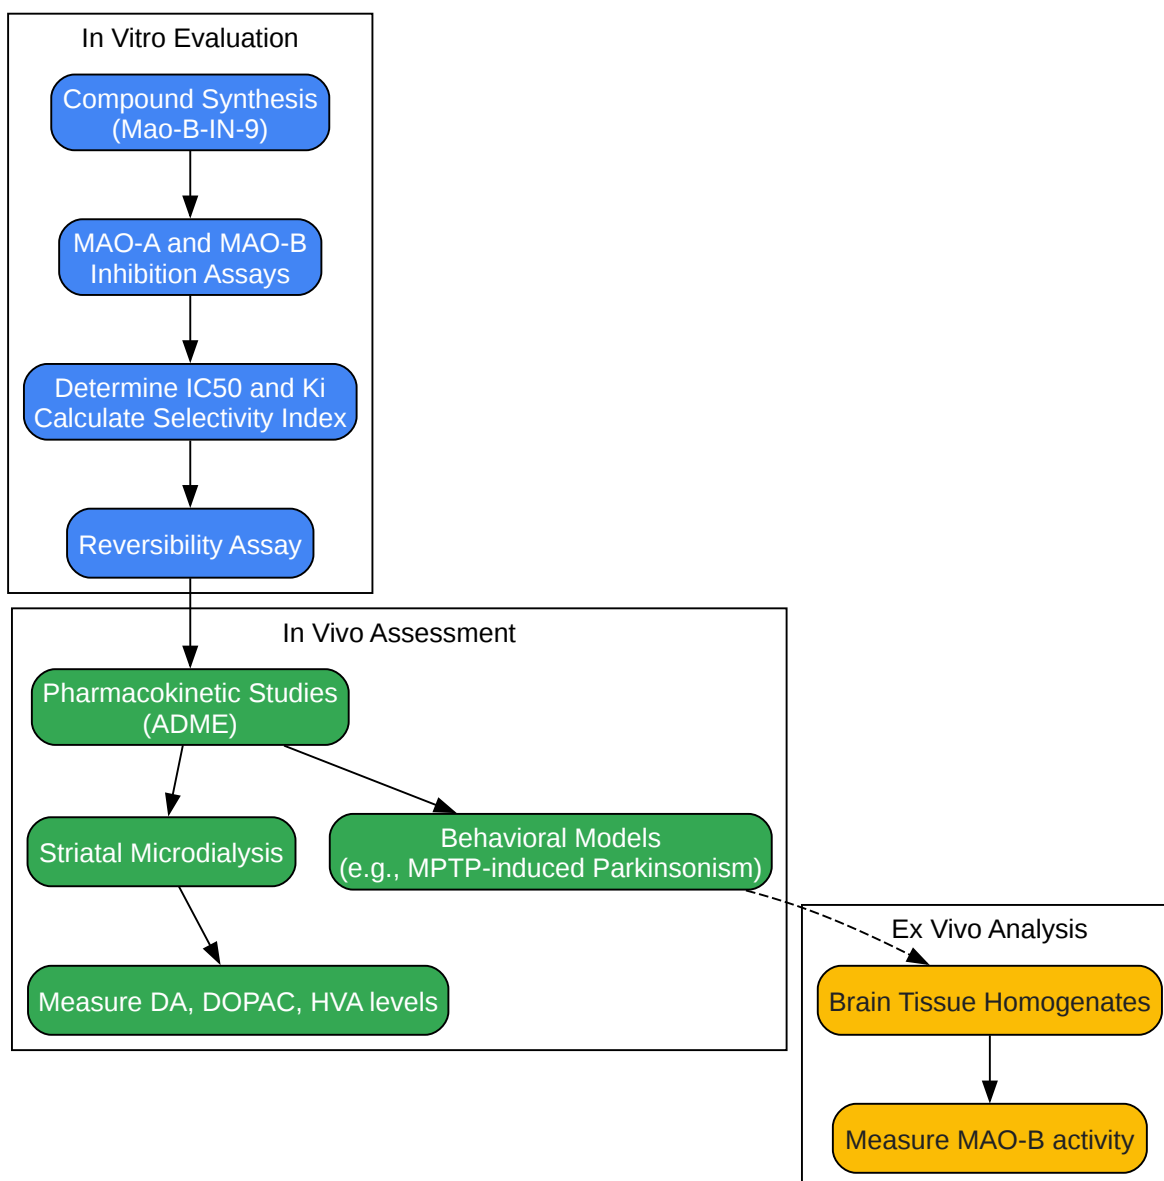 In Vitro Evaluation
Compound Synthesis
(Mao-B-IN-9)
MAO-A and MAO-B
Inhibition Assays
Determine IC50 and Ki
Calculate Selectivity Index
Reversibility Assay
In Vivo Assessment
Pharmacokinetic Studies
(ADME)
Striatal Microdialysis
Behavioral Models
(e.g., MPTP-induced Parkinsonism)
Measure DA, DOPAC, HVA levels
Ex Vivo Analysis
Brain Tissue Homogenates
Measure MAO-B activity